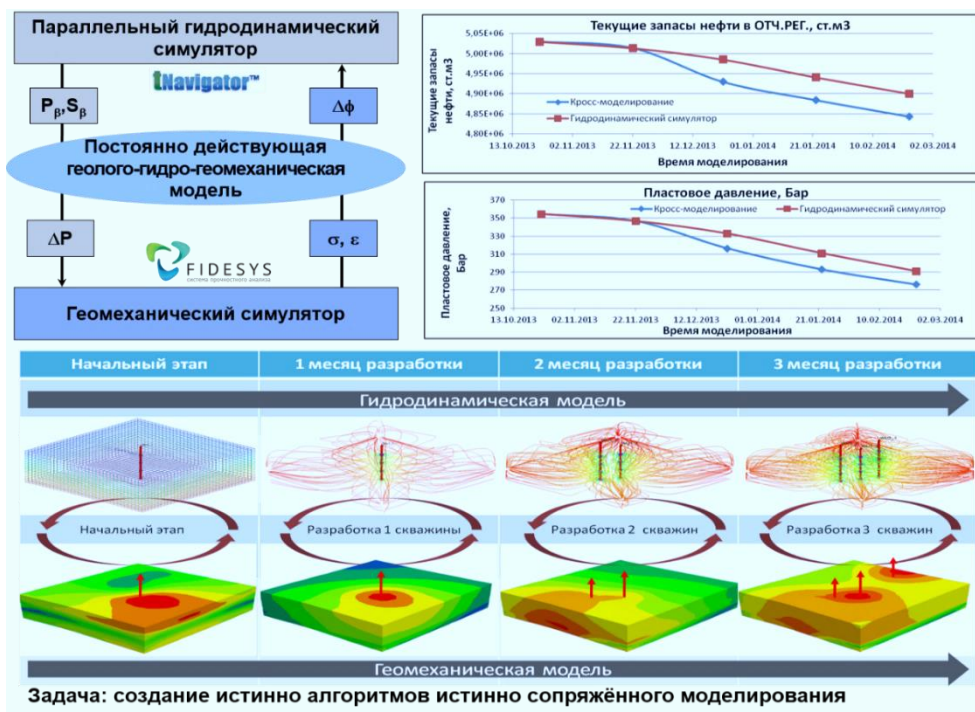 Параллельный гидродинамический
симулятор
tNavigator™
Pβ,Sβ
Δϕ
Постоянно действующая
геолого-гидро-геомеханическая
модель
ΔP
σ, ε
FIDESYS
система прочностного анализа
Геомеханический симулятор
Текущие запасы нефти в ОТЧ.РЕГ., ст.м3
Текущие запасы
нефти, ст.м3
5,05E+06
5,00E+06
4,95E+06
4,90E+06
4,85E+06
4,80E+06
Кросс-моделирование
Гидродинамический симулятор
13.10.2013 02.11.2013 22.11.2013 12.12.2013 01.01.2014 21.01.2014 10.02.2014 02.03.2014
Время моделирования
Пластовое давление, Бар
Пластовое давление,
Бар
370
350
330
310
290
270
250
Кросс-моделирование Гидродинамический симулятор
13.10.2013 02.11.2013 22.11.2013 12.12.2013 01.01.2014 21.01.2014 10.02.2014 02.03.2014
Время моделирования
Начальный этап 1 месяц разработки 2 месяц разработки 3 месяц разработки
Гидродинамическая модель
Начальный этап Разработка 1 скважины Разработка 2 скважин Разработка 3 скважин
Геомеханическая модель
Задача: создание истинно алгоритмов истинно сопряжённого моделирования